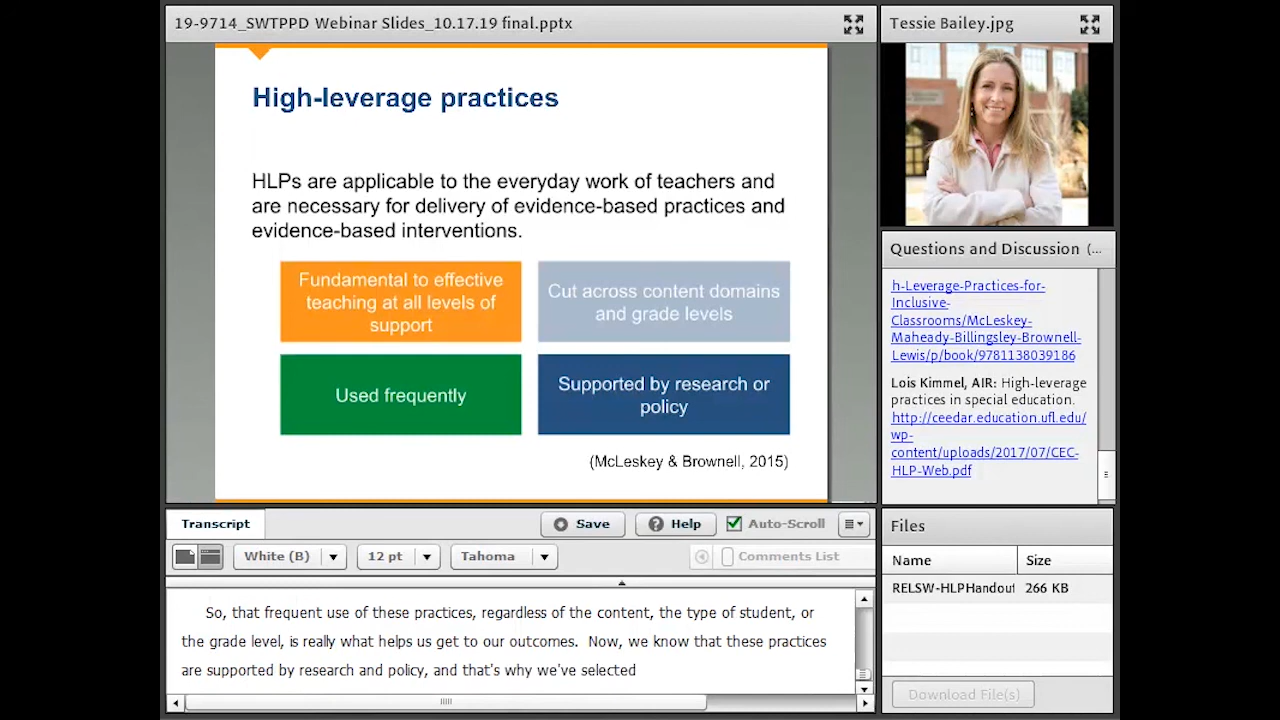 19-9714_SWTPPD Webinar Slides_10.17.19 final.pptx
High-leverage practices
HLPs are applicable to the everyday work of teachers and
are necessary for delivery of evidence-based practices and
evidence-based interventions.
Fundamental to effective
teaching at all levels of
support
Cut across content domains
and grade levels
Used frequently
Supported by research or
policy
(McLeskey & Brownell, 2015)
Tessie Bailey.jpg
Questions and Discussion (...
h-Leverage-Practices-for-
Inclusive-
Classrooms/McLeskey-
Maheady-Billingsley-Brownell-
Lewis/p/book/9781138039186
Lois Kimmel, AIR: High-leverage
practices in special education.
http://ceedar.education.ufl.edu/
wp-
content/uploads/2017/07/CEC-
HLP-Web.pdf
Transcript
Save
Help
Auto-Scroll
White (B)
12 pt
Tahoma
Comments List
So, that frequent use of these practices, regardless of the content, the type of student, or
the grade level, is really what helps us get to our outcomes. Now, we know that these practices
are supported by research and policy, and that's why we've selected
Files
Name Size
RELSW-HLPHandout 266 KB
Download File(s)